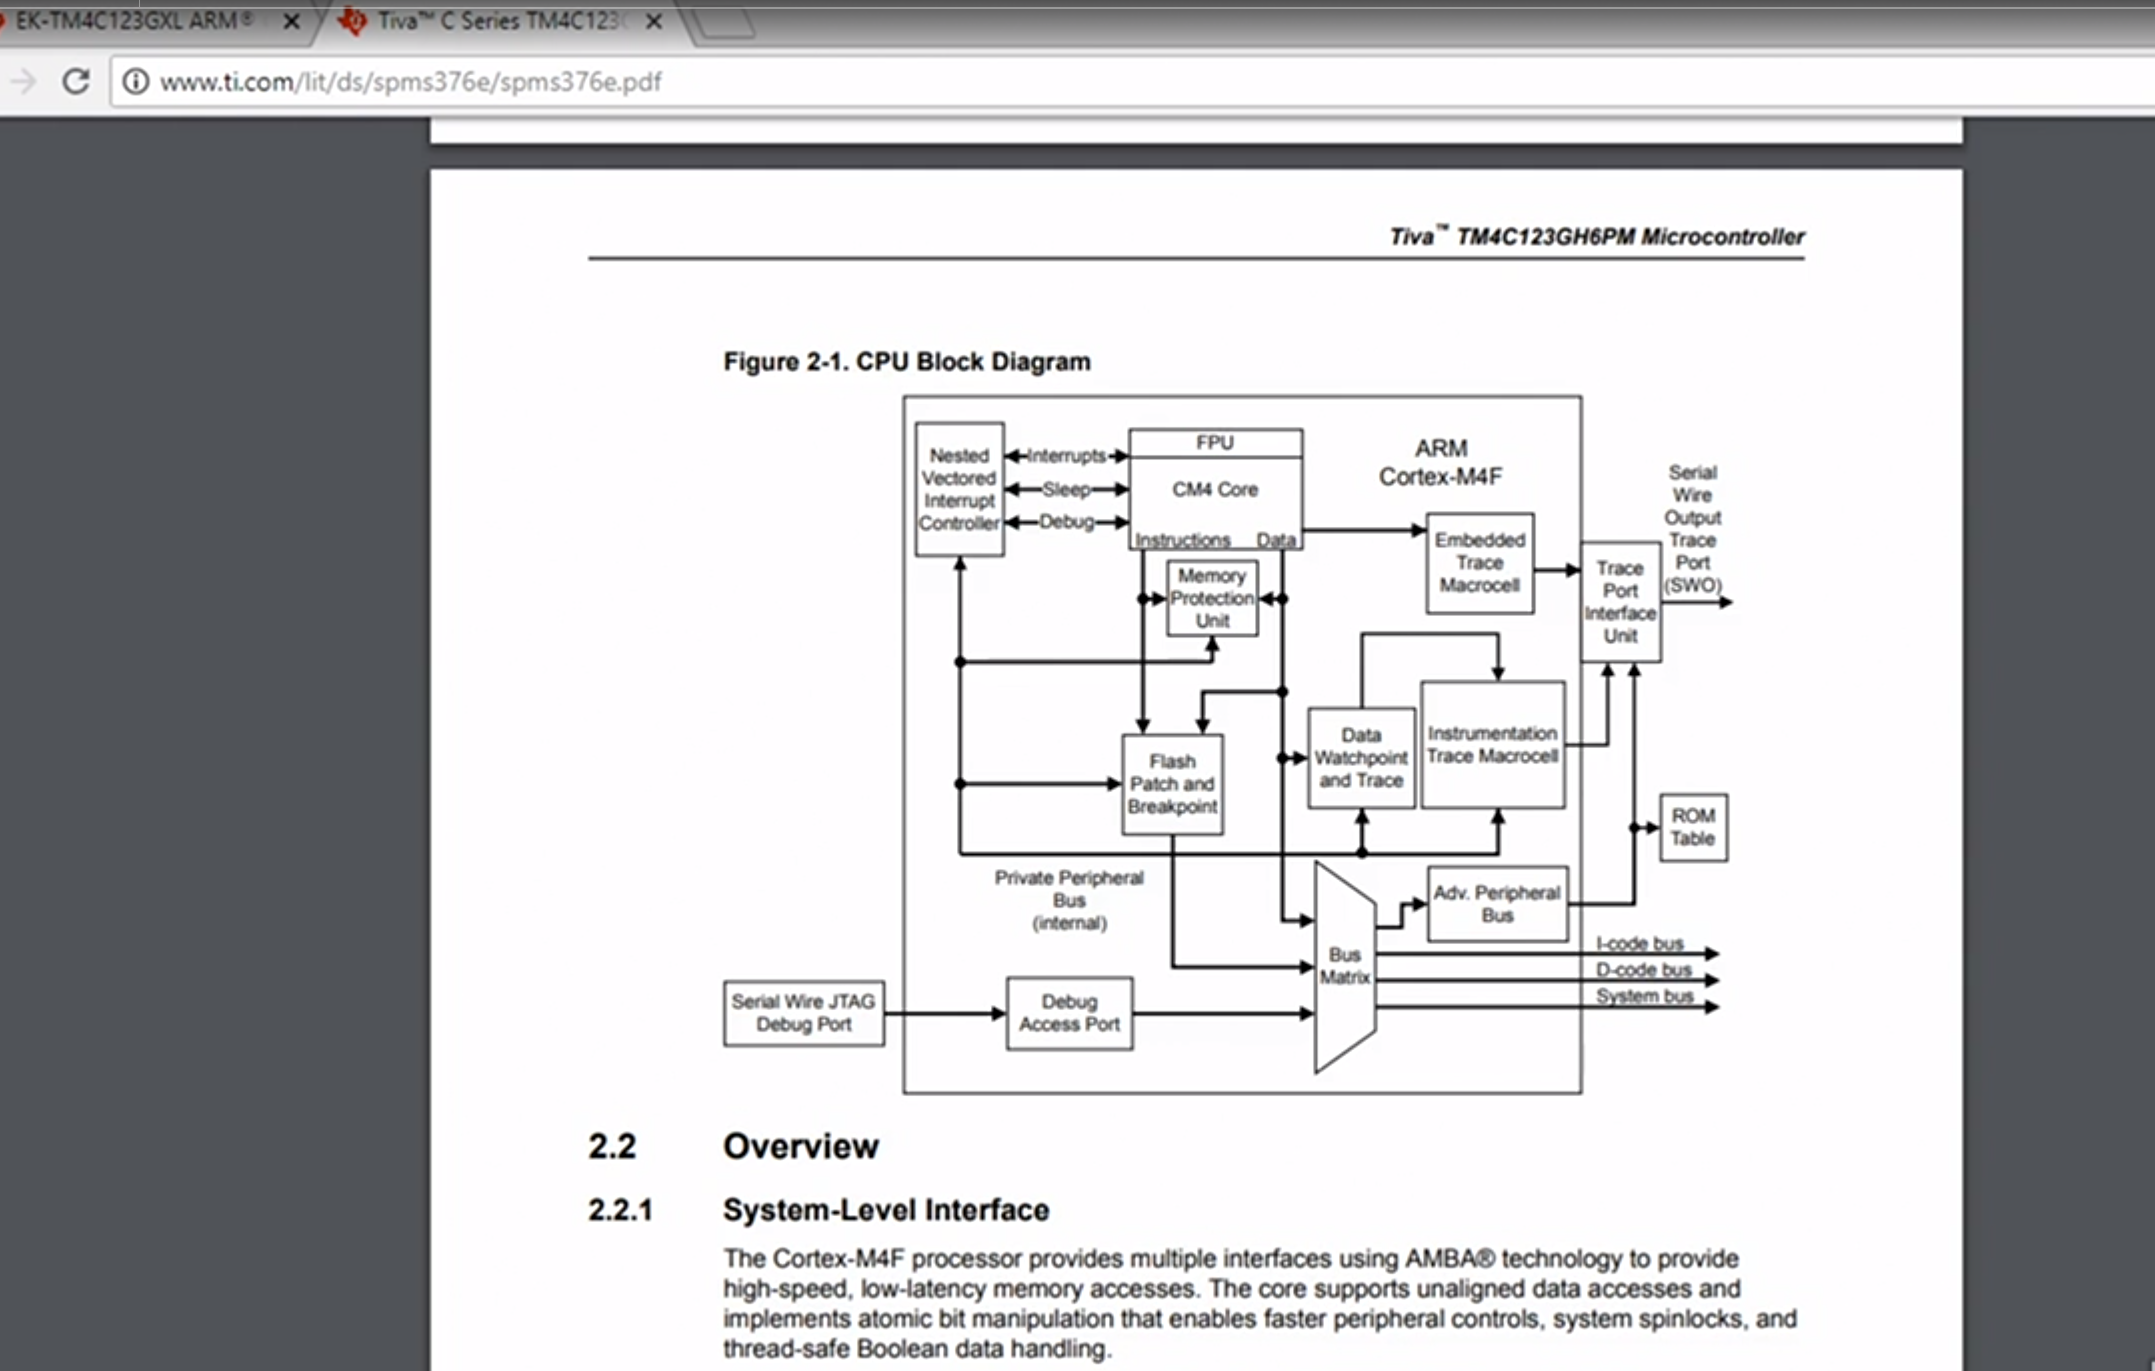 EK-TM4C123GXL ARM®
Tiva™ C Series TM4C123
www.ti.com/lit/ds/spms376e/spms376e.pdf
Tiva™ TM4C123GH6PM Microcontroller
Figure 2-1. CPU Block Diagram
Nested
Vectored
Interrupt
Controller
Interrupts
Sleep
Debug
FPU
CM4 Core
Instructions Data
ARM
Cortex-M4F
Serial
Wire
Output
Trace
Port
(SWO)
Embedded
Trace
Macrocell
Trace
Port
Interface
Unit
Memory
Protection
Unit
Flash
Patch and
Breakpoint
Data
Watchpoint
and Trace
Instrumentation
Trace Macrocell
ROM
Table
Private Peripheral
Bus
(internal)
Adv. Peripheral
Bus
Bus
Matrix
I-code bus
D-code bus
System bus
Serial Wire JTAG
Debug Port
Debug
Access Port
2.2 Overview
2.2.1 System-Level Interface
The Cortex-M4F processor provides multiple interfaces using AMBA® technology to provide
high-speed, low-latency memory accesses. The core supports unaligned data accesses and
implements atomic bit manipulation that enables faster peripheral controls, system spinlocks, and
thread-safe Boolean data handling.